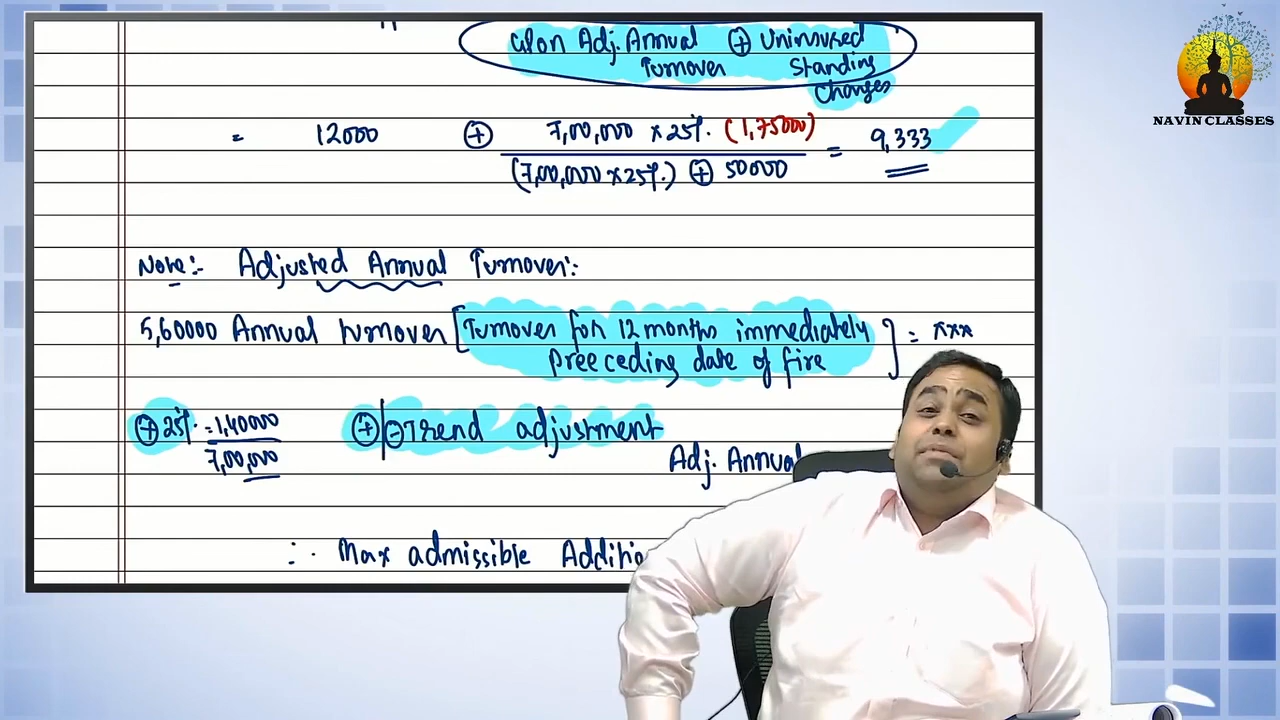 GP on Adj. Annual ⊕ Uninsured
Turnover Standing
Charges
= 12000 ⊕ 7,00,000 x 25%. (1,75000) = 9,333
(7,00,000 x 25%.) ⊕ 50000
Note:- Adjusted Annual Turnover:-
5,60000 Annual turnover [Turnover for 12 months immediately
preeceding date of fire] = xxx
⊕ 25% = 1,40000 ⊕|⊖ Trend adjustment
7,00,000
Adj. Annual
∴ Max admissible Additio
NAVIN CLASSES